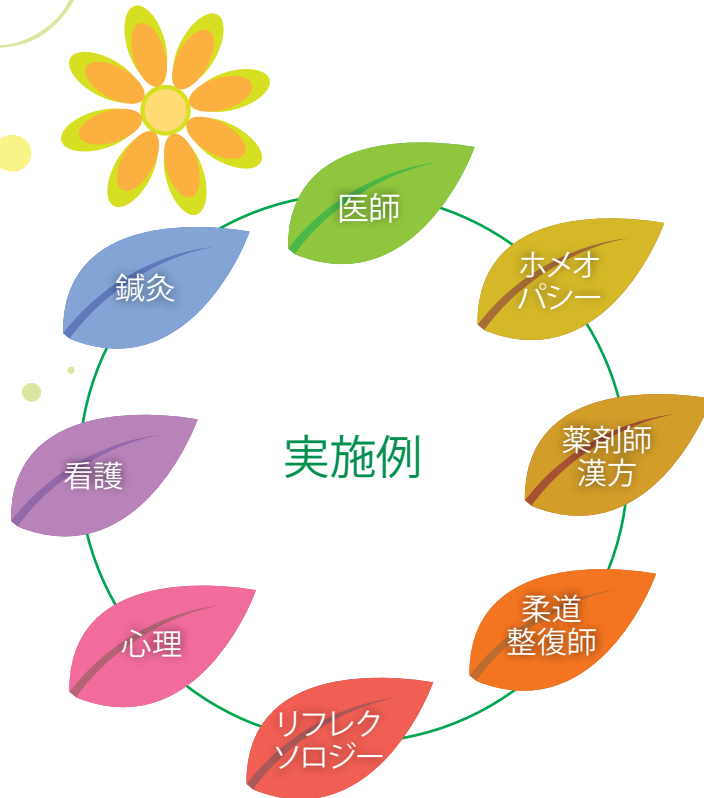 医師
ホメオ
パシー
薬剤師
漢方
柔道
整復師
リフレク
ソロジー
心理
看護
鍼灸
実施例